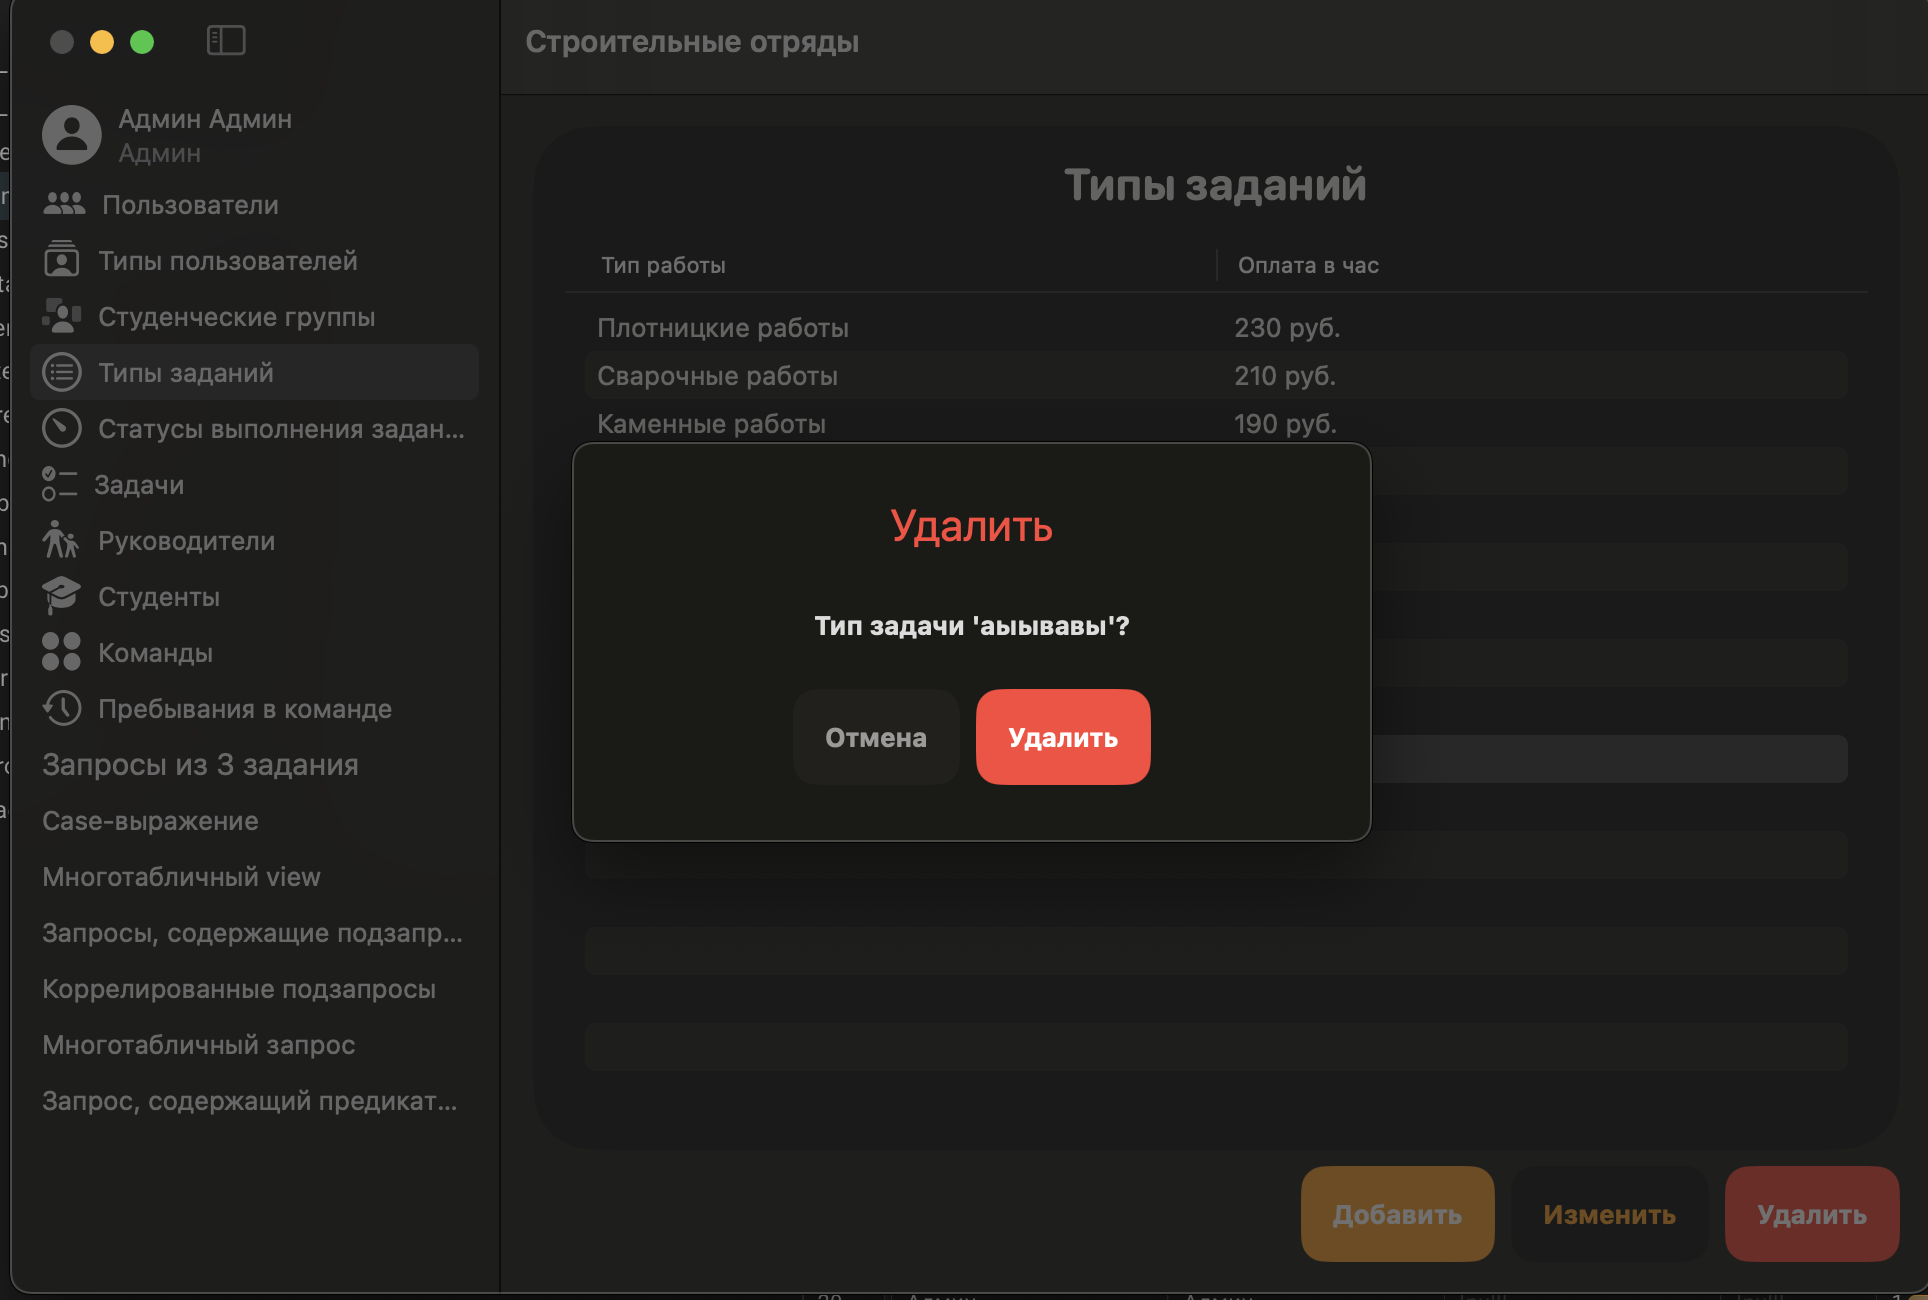 Строительные отряды
Админ Админ
Админ
Пользователи
Типы пользователей
Студенческие группы
Типы заданий
Статусы выполнения задан...
Задачи
Руководители
Студенты
Команды
Пребывания в команде
Запросы из 3 задания
Case-выражение
Многотабличный view
Запросы, содержащие подзапр...
Коррелированные подзапросы
Многотабличный запрос
Запрос, содержащий предикат...
Типы заданий
Тип работы Оплата в час
Плотницкие работы 230 руб.
Сварочные работы 210 руб.
Каменные работы 190 руб.
Удалить
Тип задачи 'аыывавы'?
Отмена Удалить
Добавить Изменить Удалить